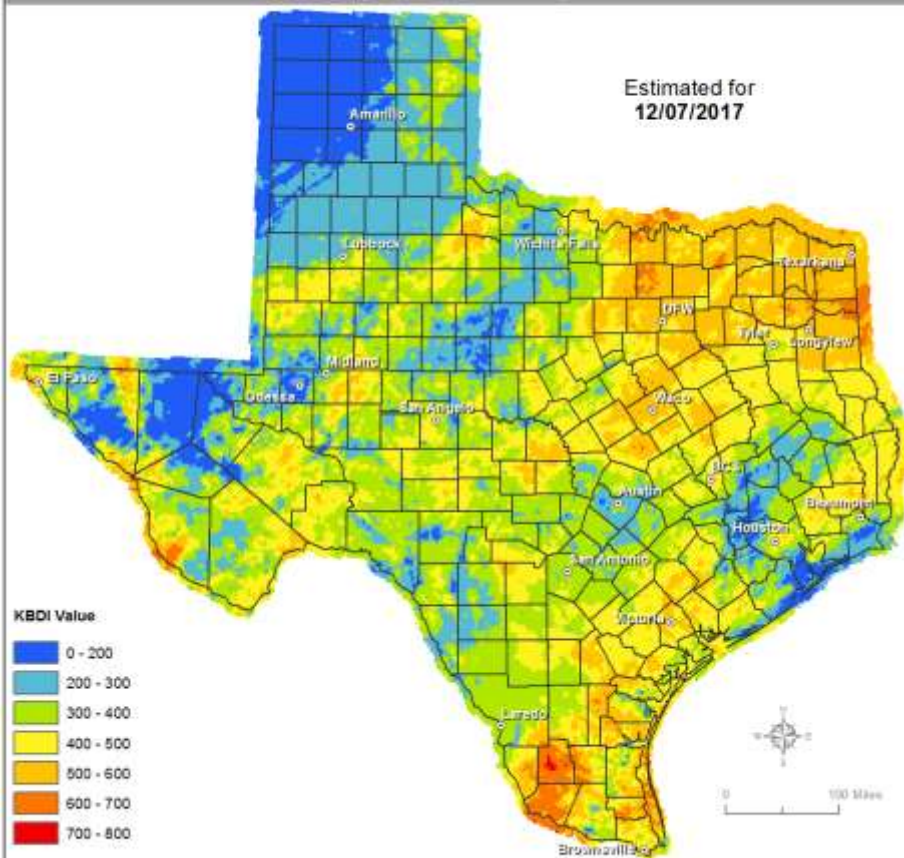 Estimated for
12/07/2017
Amarillo
Lubbock
Wichita Falls
Texarkana
DFW
Tyler
Longview
El Paso
Midland
Odessa
San Angelo
Waco
BCS
Austin
Beaumont
Houston
San Antonio
Victoria
Laredo
Brownsville
KBDI Value
0 - 200
200 - 300
300 - 400
400 - 500
500 - 600
600 - 700
700 - 800
0
100 Miles